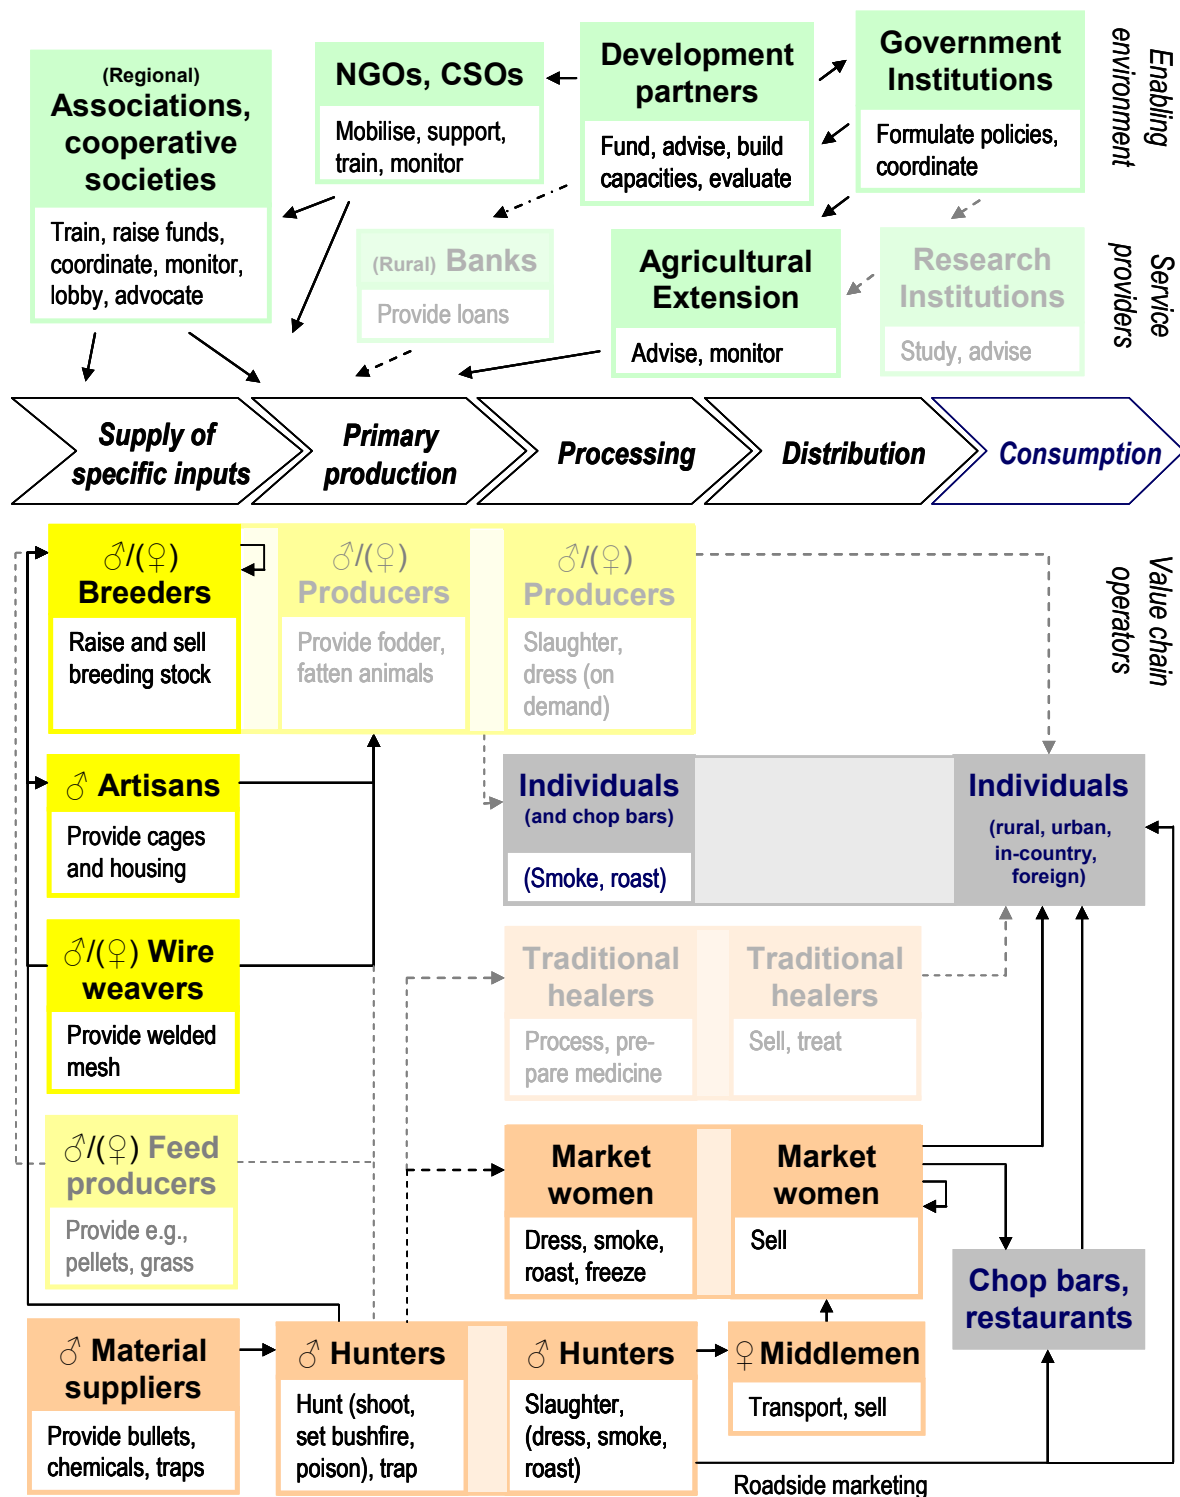 (Regional)
Associations,
cooperative
societies
Train, raise funds,
coordinate, monitor,
lobby, advocate
NGOs, CSOs
Mobilise, support,
train, monitor
Development
partners
Fund, advise, build
capacities, evaluate
Government
Institutions
Formulate policies,
coordinate
Enabling
environment
(Rural) Banks
Provide loans
Agricultural
Extension
Advise, monitor
Research
Institutions
Study, advise
Service
providers
Supply of
specific inputs
Primary
production
Processing
Distribution
Consumption
♂/(♀)
Breeders
Raise and sell
breeding stock
♂/(♀)
Producers
Provide fodder,
fatten animals
♂/(♀)
Producers
Slaughter,
dress (on
demand)
Value chain
operators
♂ Artisans
Provide cages
and housing
Individuals
(and chop bars)
(Smoke, roast)
Individuals
(rural, urban,
in-country,
foreign)
♂/(♀) Wire
weavers
Provide welded
mesh
Traditional
healers
Process, pre-
pare medicine
Traditional
healers
Sell, treat
♂/(♀) Feed
producers
Provide e.g.,
pellets, grass
Market
women
Dress, smoke,
roast, freeze
Market
women
Sell
Chop bars,
restaurants
♂ Material
suppliers
Provide bullets,
chemicals, traps
♂ Hunters
Hunt (shoot,
set bushfire,
poison), trap
♂ Hunters
Slaughter,
(dress, smoke,
roast)
♀ Middlemen
Transport, sell
Roadside marketing